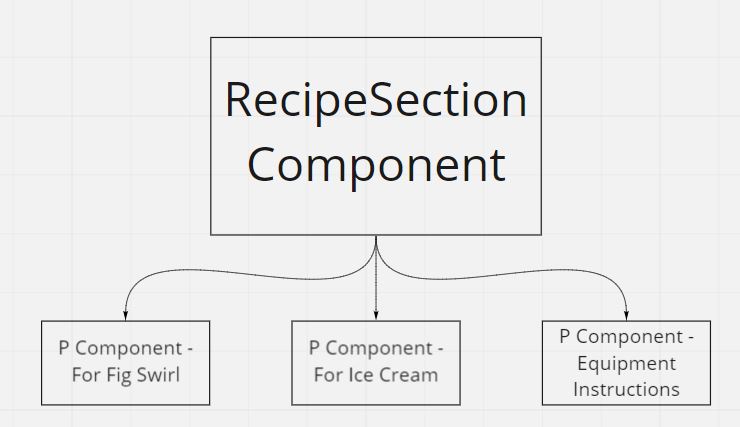 RecipeSection
Component
P Component -
For Fig Swirl
P Component -
For Ice Cream
P Component -
Equipment
Instructions